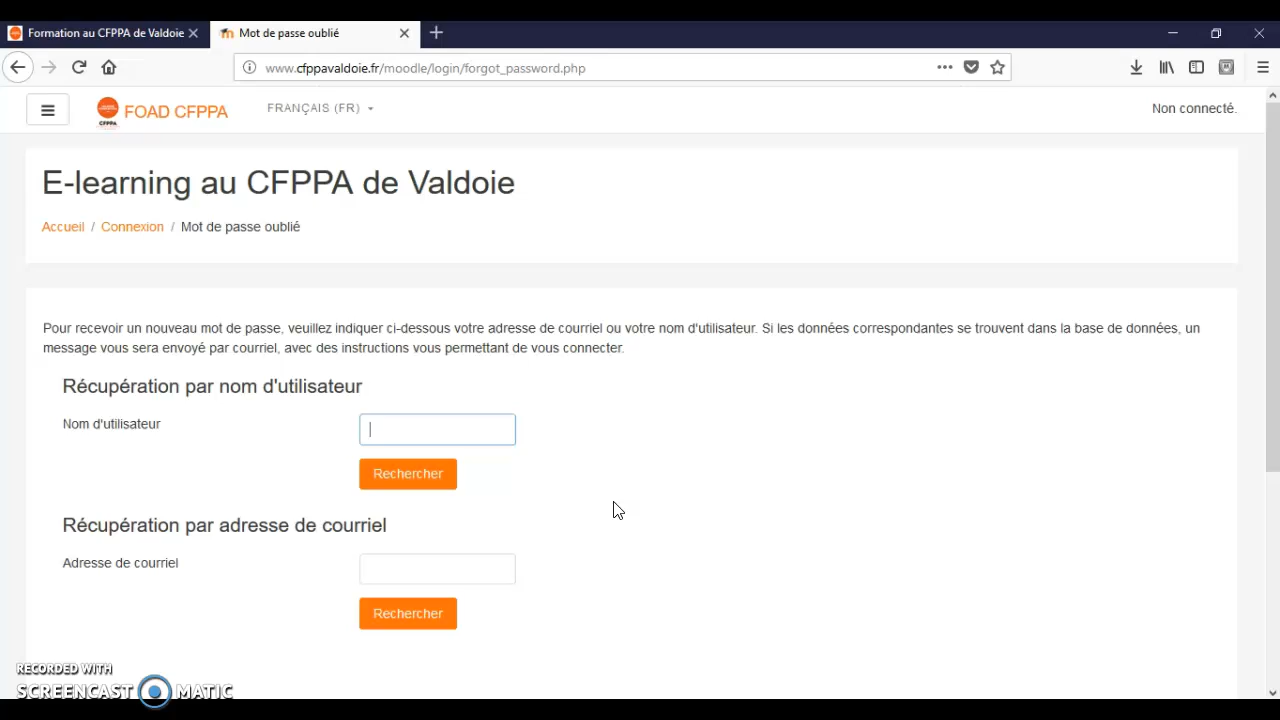 Formation au CFPPA de Valdoie
Mot de passe oublié
www.cfppavaldoie.fr/moodle/login/forgot_password.php
CFPPA
FOAD CFPPA
FRANÇAIS (FR)
Non connecté.
E-learning au CFPPA de Valdoie
Accueil / Connexion / Mot de passe oublié
Pour recevoir un nouveau mot de passe, veuillez indiquer ci-dessous votre adresse de courriel ou votre nom d'utilisateur. Si les données correspondantes se trouvent dans la base de données, un
message vous sera envoyé par courriel, avec des instructions vous permettant de vous connecter.
Récupération par nom d'utilisateur
Nom d'utilisateur
Rechercher
Récupération par adresse de courriel
Adresse de courriel
Rechercher
RECORDED WITH
SCREENCAST MATIC